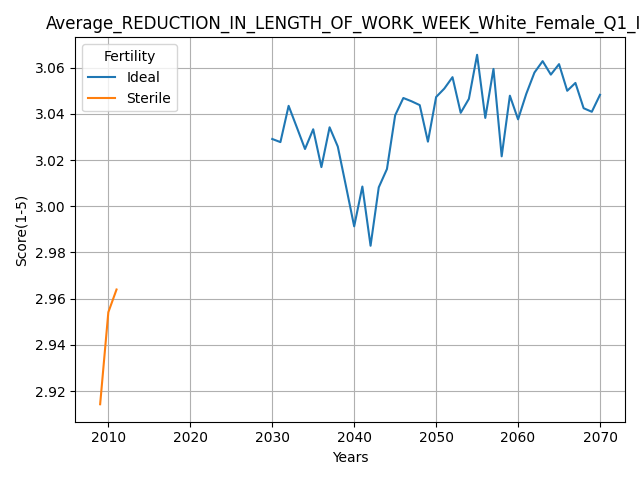 Average_REDUCTION_IN_LENGTH_OF_WORK_WEEK_White_Female_Q1_I
Fertility
Ideal
Sterile
3.06
3.04
3.02
3.00
2.98
2.96
2.94
2.92
Score(1-5)
2010 2020 2030 2040 2050 2060 2070
Years